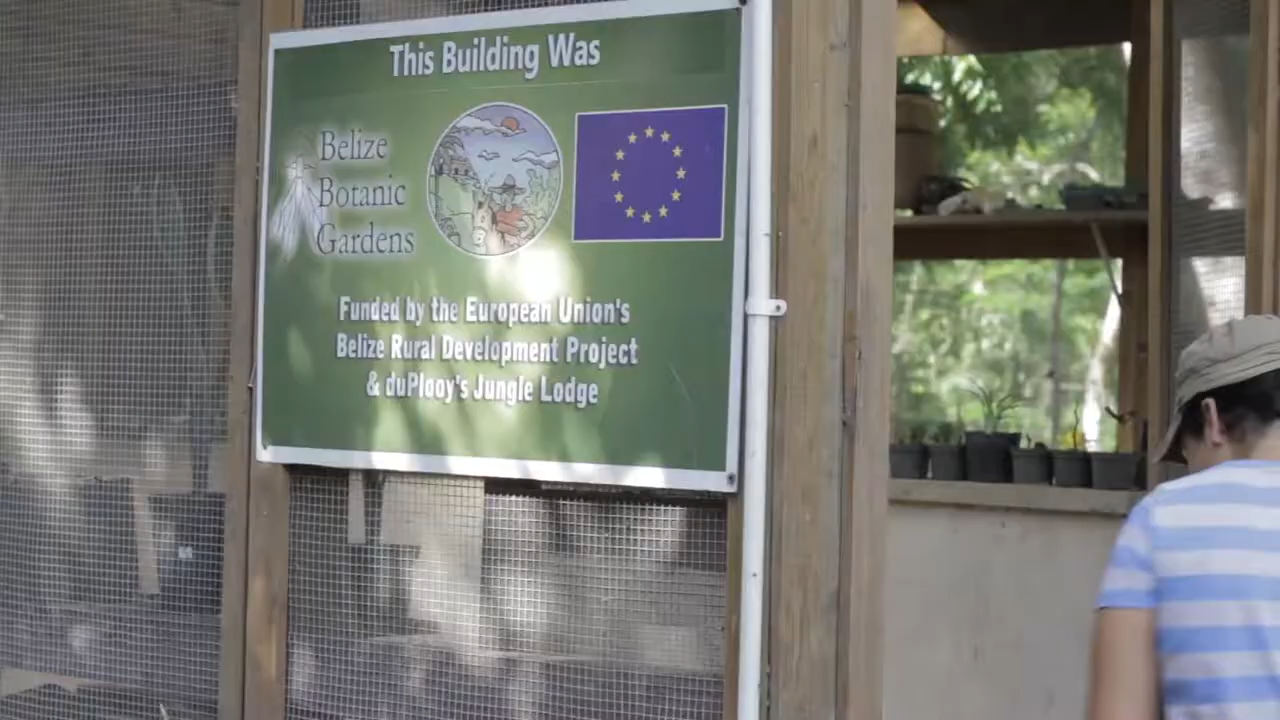 This Building Was
Belize
Botanic
Gardens
Funded by the European Union's
Belize Rural Development Project
& duPlooy's Jungle Lodge